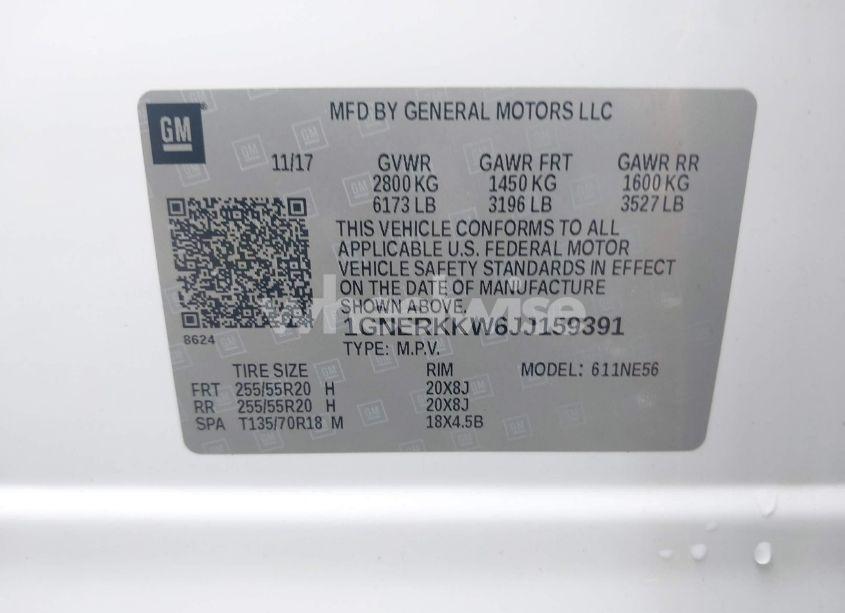 GM
MFD BY GENERAL MOTORS LLC
11/17 GVWR GAWR FRT GAWR RR
2800 KG 1450 KG 1600 KG
6173 LB 3196 LB 3527 LB
THIS VEHICLE CONFORMS TO ALL
APPLICABLE U.S. FEDERAL MOTOR
VEHICLE SAFETY STANDARDS IN EFFECT
ON THE DATE OF MANUFACTURE
SHOWN ABOVE.
1GNERKKW6JJ159391
8624
TYPE: M.P.V.
TIRE SIZE RIM MODEL: 611NE56
FRT 255/55R20 H 20X8J
RR 255/55R20 H 20X8J
SPA T135/70R18 M 18X4.5B